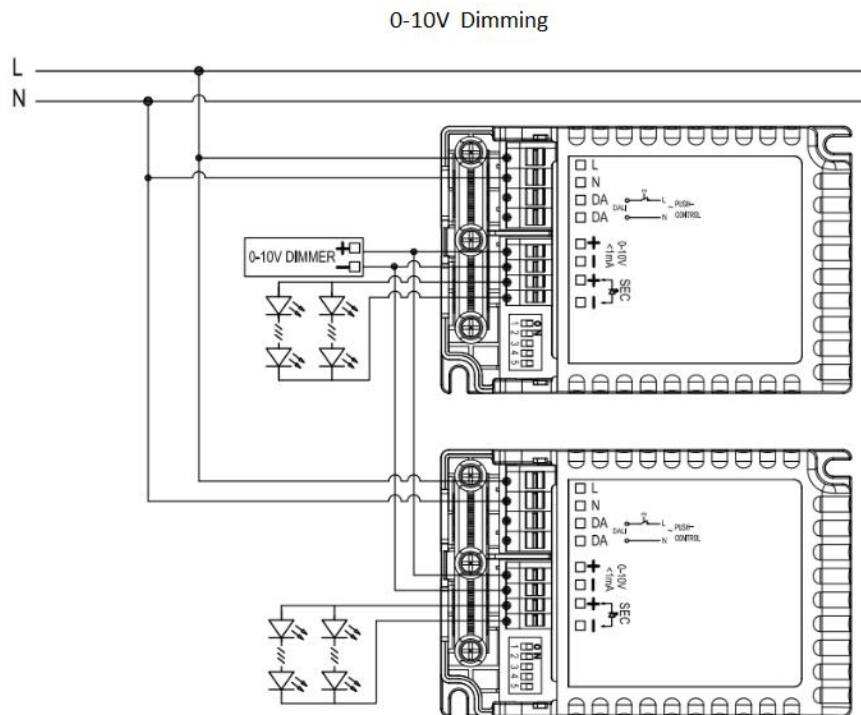 0-10V Dimming
L
N
L
N
DA
DA
DALI
L
N
PUSH
CONTROL
+
-
0-10V
<1mA
+
-
SEC
0-10V DIMMER
+
-
ON
1 2 3 4 5
L
N
DA
DA
DALI
L
N
PUSH
CONTROL
+
-
0-10V
<1mA
+
-
SEC
ON
1 2 3 4 5